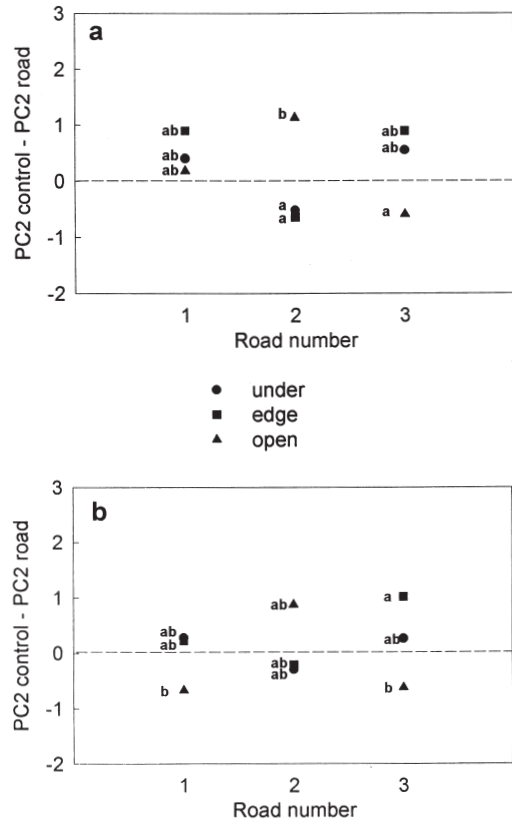 a
PC2 control - PC2 road
3
2
1
0
-1
-2
ab
ab
ab
b
a
a
ab
ab
a
1 2 3
Road number
under
edge
open
b
PC2 control - PC2 road
3
2
1
0
-1
-2
ab
ab
b
ab
ab
ab
a
ab
b
1 2 3
Road number